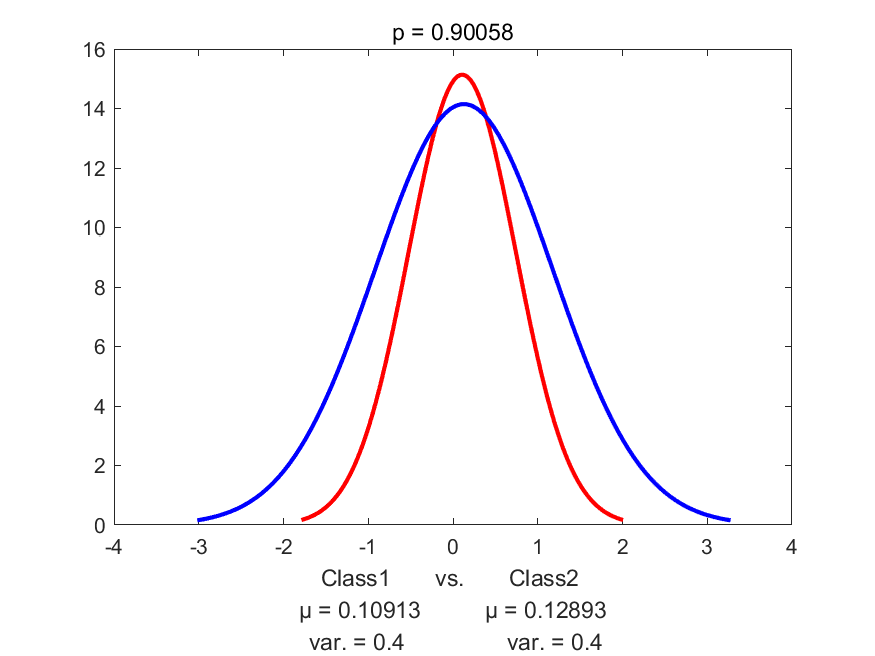 p = 0.90058
16
14
12
10
8
6
4
2
0
-4 -3 -2 -1 0 1 2 3 4
Class1 vs. Class2
μ = 0.10913 μ = 0.12893
var. = 0.4 var. = 0.4